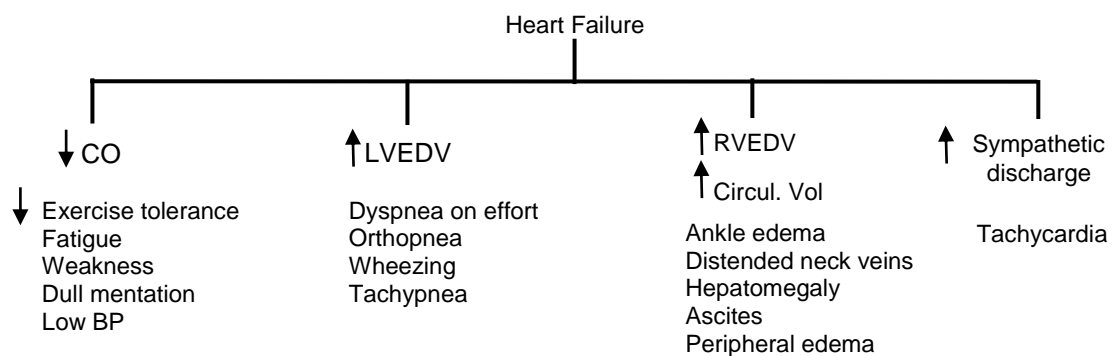 Heart Failure
↓ CO
↓ Exercise tolerance
Fatigue
Weakness
Dull mentation
Low BP
↑ LVEDV
Dyspnea on effort
Orthopnea
Wheezing
Tachypnea
↑ RVEDV
↑ Circul. Vol
Ankle edema
Distended neck veins
Hepatomegaly
Ascites
Peripheral edema
↑ Sympathetic
discharge
Tachycardia